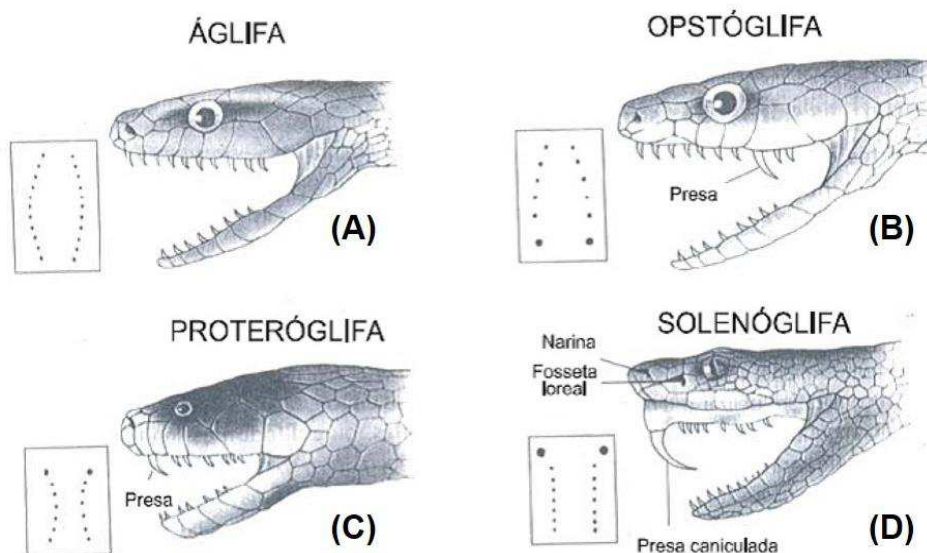 ÁGLIFA
(A)
OPSTÓGLIFA
Presa
(B)
PROTERÓGLIFA
Presa
(C)
SOLENÓGLIFA
Narina
Fosseta
loreal
Presa caniculada
(D)